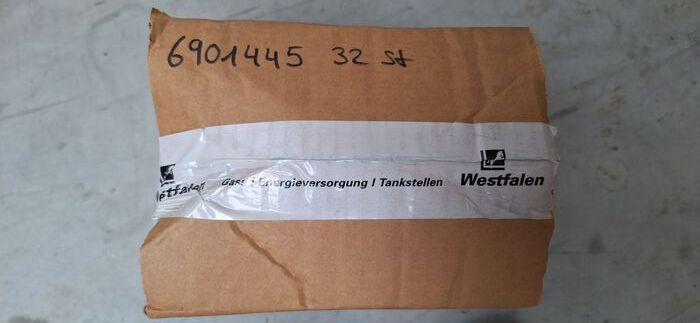 6901445 32 St
Westfalen Gase I Energieversorgung I Tankstellen Westfalen